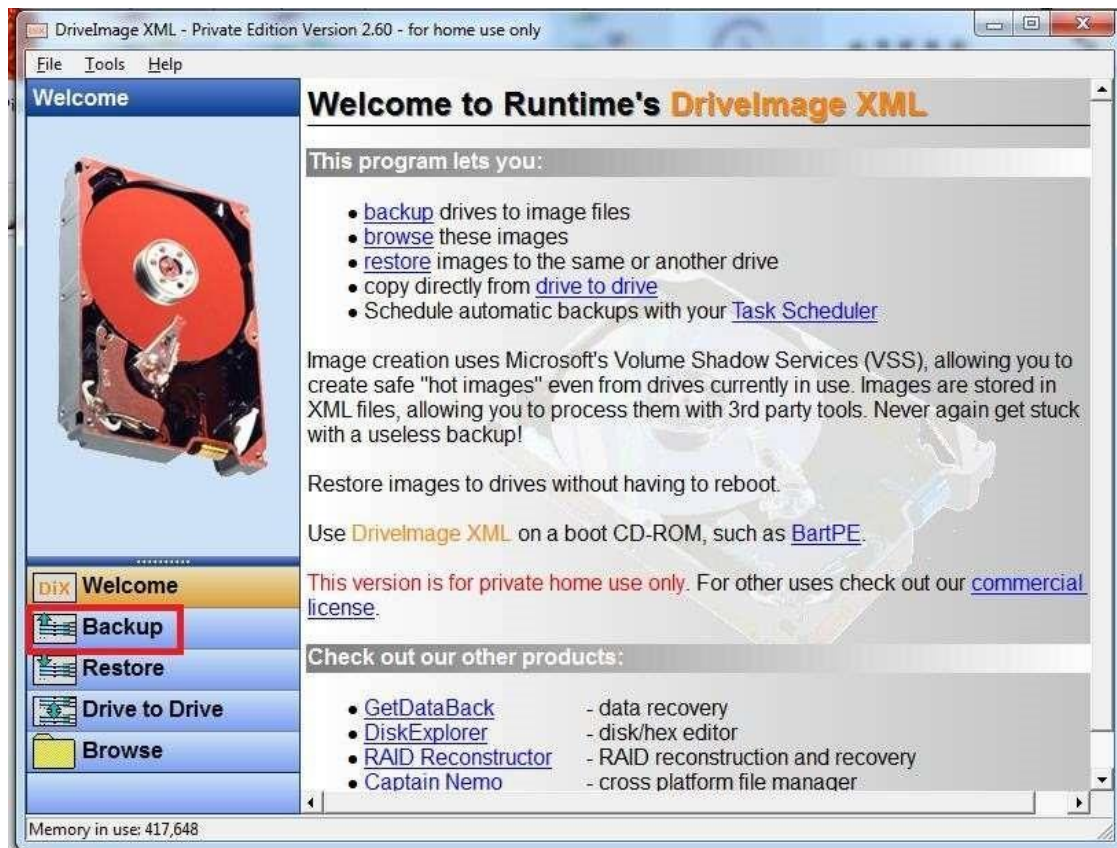 DriveImage XML - Private Edition Version 2.60 - for home use only
File Tools Help
Welcome
Welcome to Runtime's DriveImage XML
This program lets you:
• backup drives to image files
• browse these images
• restore images to the same or another drive
• copy directly from drive to drive
• Schedule automatic backups with your Task Scheduler
Image creation uses Microsoft's Volume Shadow Services (VSS), allowing you to
create safe "hot images" even from drives currently in use. Images are stored in
XML files, allowing you to process them with 3rd party tools. Never again get stuck
with a useless backup!
Restore images to drives without having to reboot.
Use DriveImage XML on a boot CD-ROM, such as BartPE.
This version is for private home use only. For other uses check out our commercial
license.
Check out our other products:
• GetDataBack - data recovery
• DiskExplorer - disk/hex editor
• RAID Reconstructor - RAID reconstruction and recovery
• Captain Nemo - cross platform file manager
DiX Welcome
Backup
Restore
Drive to Drive
Browse
Memory in use: 417,648